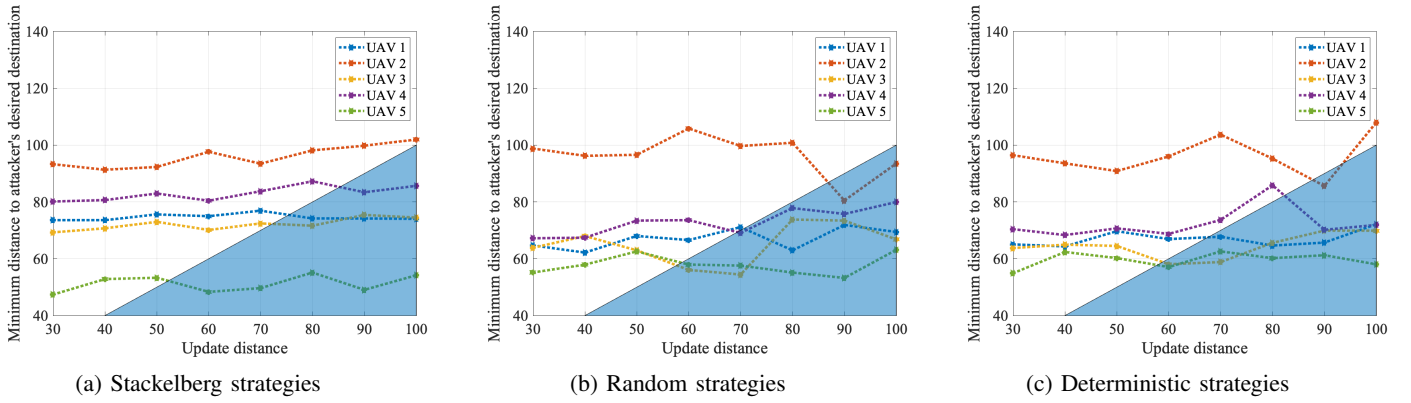 Minimum distance to attacker's desired destination
140
120
100
80
60
40
30 40 50 60 70 80 90 100
Update distance
UAV 1
UAV 2
UAV 3
UAV 4
UAV 5
(a) Stackelberg strategies
Minimum distance to attacker's desired destination
140
120
100
80
60
40
30 40 50 60 70 80 90 100
Update distance
UAV 1
UAV 2
UAV 3
UAV 4
UAV 5
(b) Random strategies
Minimum distance to attacker's desired destination
140
120
100
80
60
40
30 40 50 60 70 80 90 100
Update distance
UAV 1
UAV 2
UAV 3
UAV 4
UAV 5
(c) Deterministic strategies